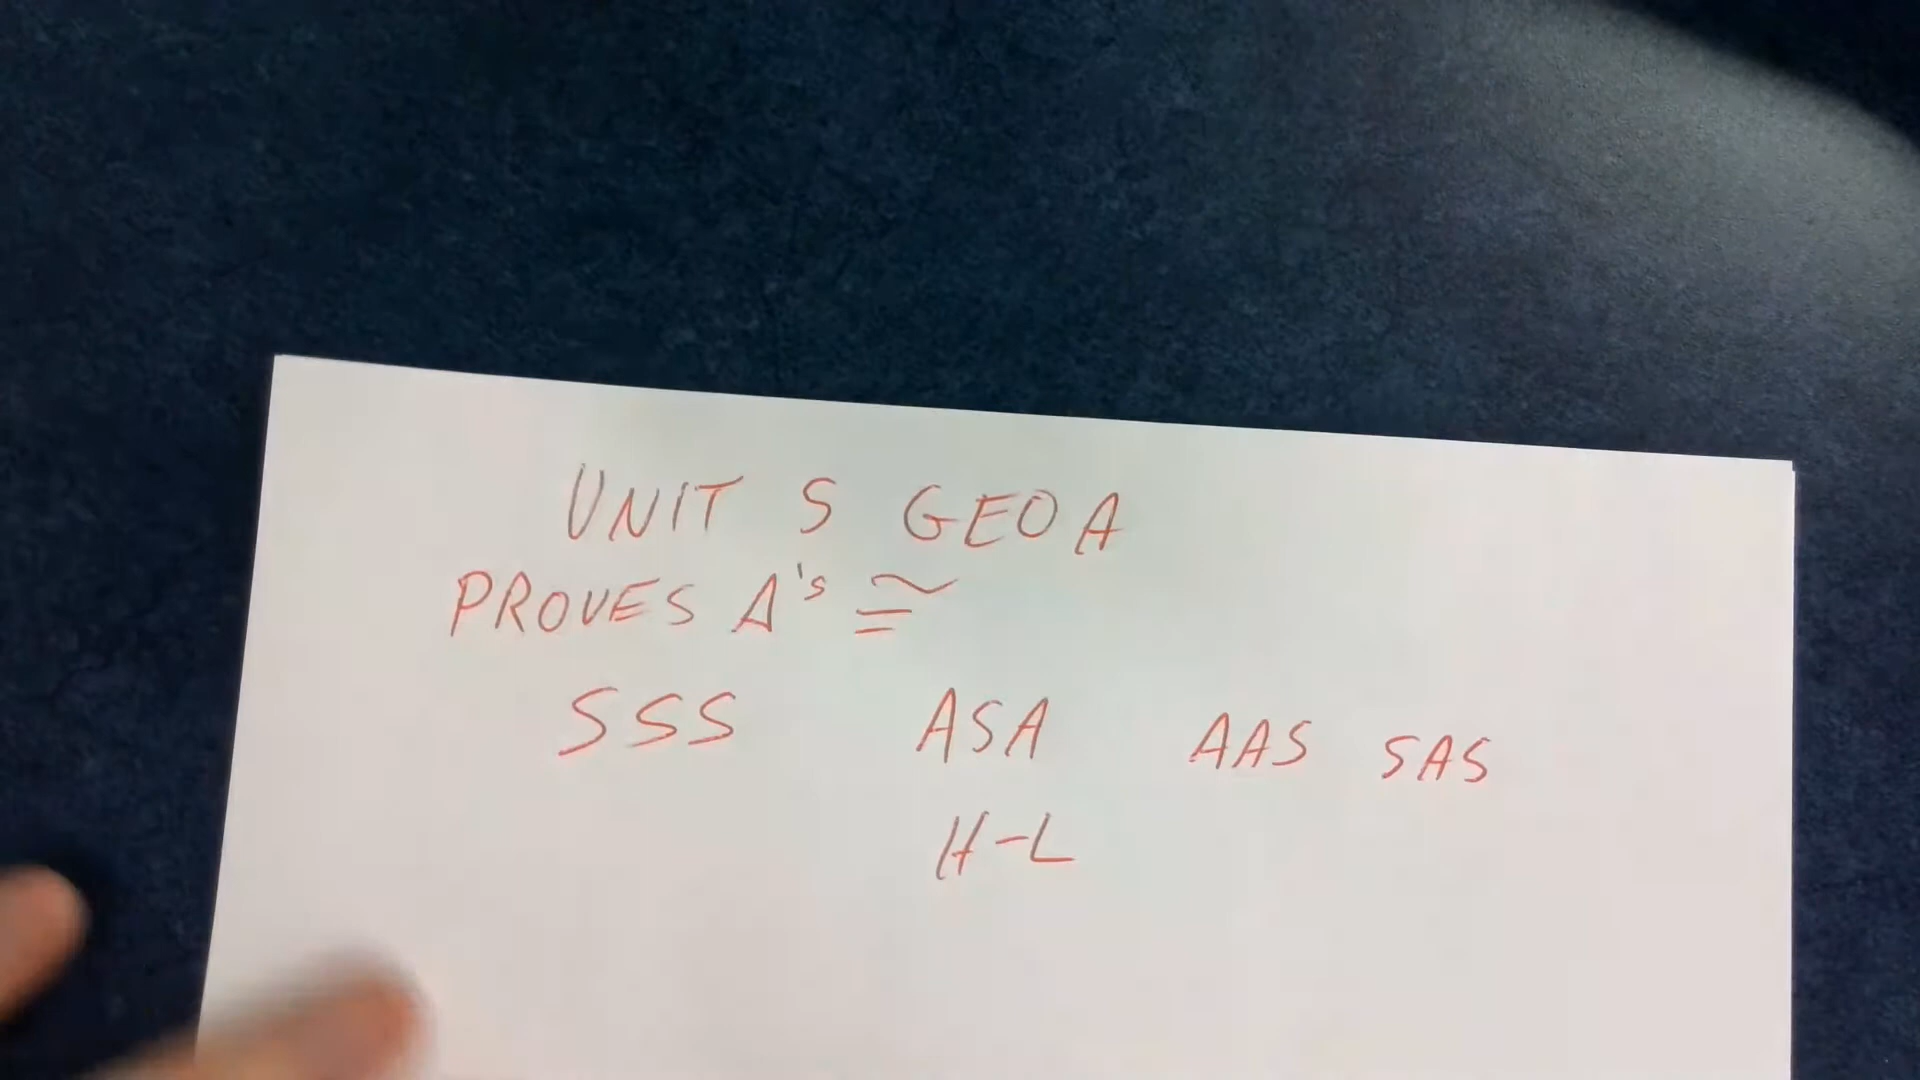 UNIT 5 GEO A
PROVES Δ's ≅
SSS ASA AAS SAS
H-L